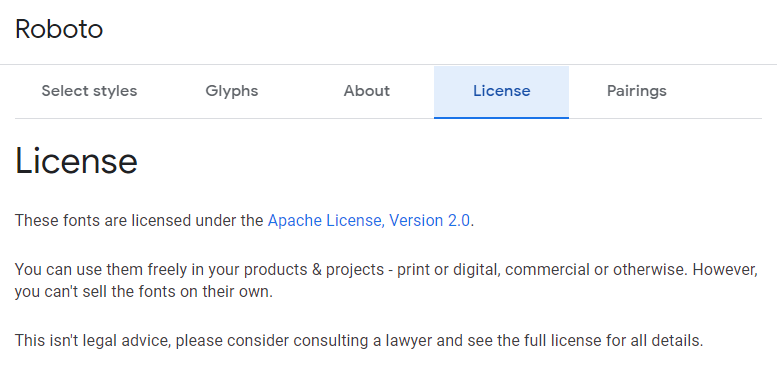 Roboto
Select styles
Glyphs
About
License
Pairings
License
These fonts are licensed under the Apache License, Version 2.0.
You can use them freely in your products & projects - print or digital, commercial or otherwise. However,
you can't sell the fonts on their own.
This isn't legal advice, please consider consulting a lawyer and see the full license for all details.